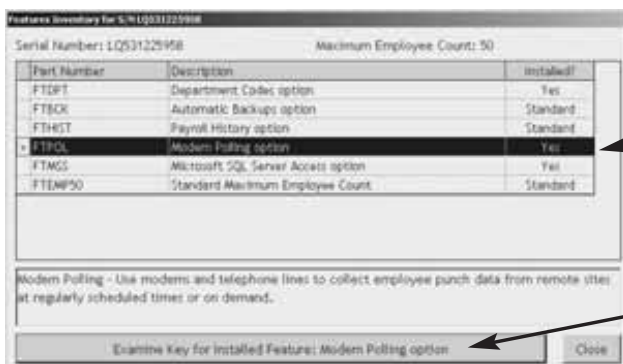 Features Inventory for S/N LQ531225958
Serial Number: LQ531225958 Maximum Employee Count: 50
Part Number Description Installed?
FTDPT Department Codes option Yes
FTBCK Automatic Backups option Standard
FTHIST Payroll History option Standard
FTPOL Modem Polling option Yes
FTMSS Microsoft SQL Server Access option Yes
FTEMP50 Standard Maximum Employee Count Standard
Modem Polling - Use modems and telephone lines to collect employee punch data from remote sites
at regularly scheduled times or on demand.
Examine Key for Installed Feature: Modem Polling option Close